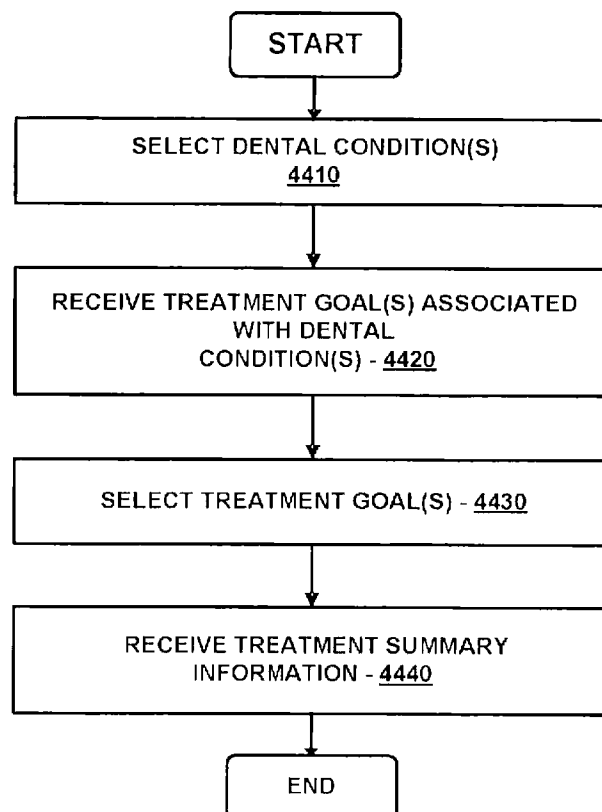 START
SELECT DENTAL CONDITION(S)
4410
RECEIVE TREATMENT GOAL(S) ASSOCIATED
WITH DENTAL
CONDITION(S) - 4420
SELECT TREATMENT GOAL(S) - 4430
RECEIVE TREATMENT SUMMARY
INFORMATION - 4440
END